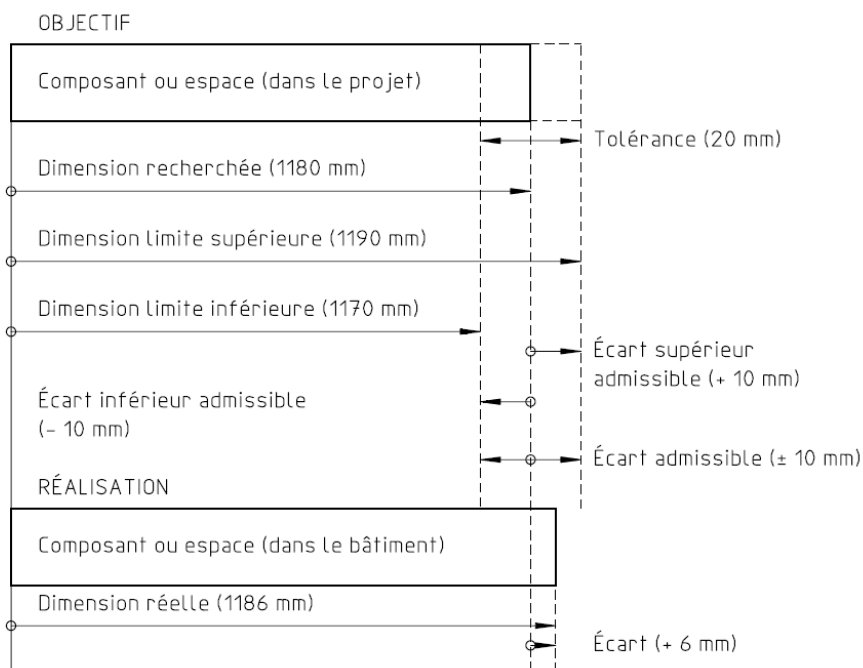 OBJECTIF
Composant ou espace (dans le projet)
Tolérance (20 mm)
Dimension recherchée (1180 mm)
Dimension limite supérieure (1190 mm)
Dimension limite inférieure (1170 mm)
Écart supérieur
admissible (+ 10 mm)
Écart inférieur admissible
(- 10 mm)
Écart admissible (± 10 mm)
RÉALISATION
Composant ou espace (dans le bâtiment)
Dimension réelle (1186 mm)
Écart (+ 6 mm)